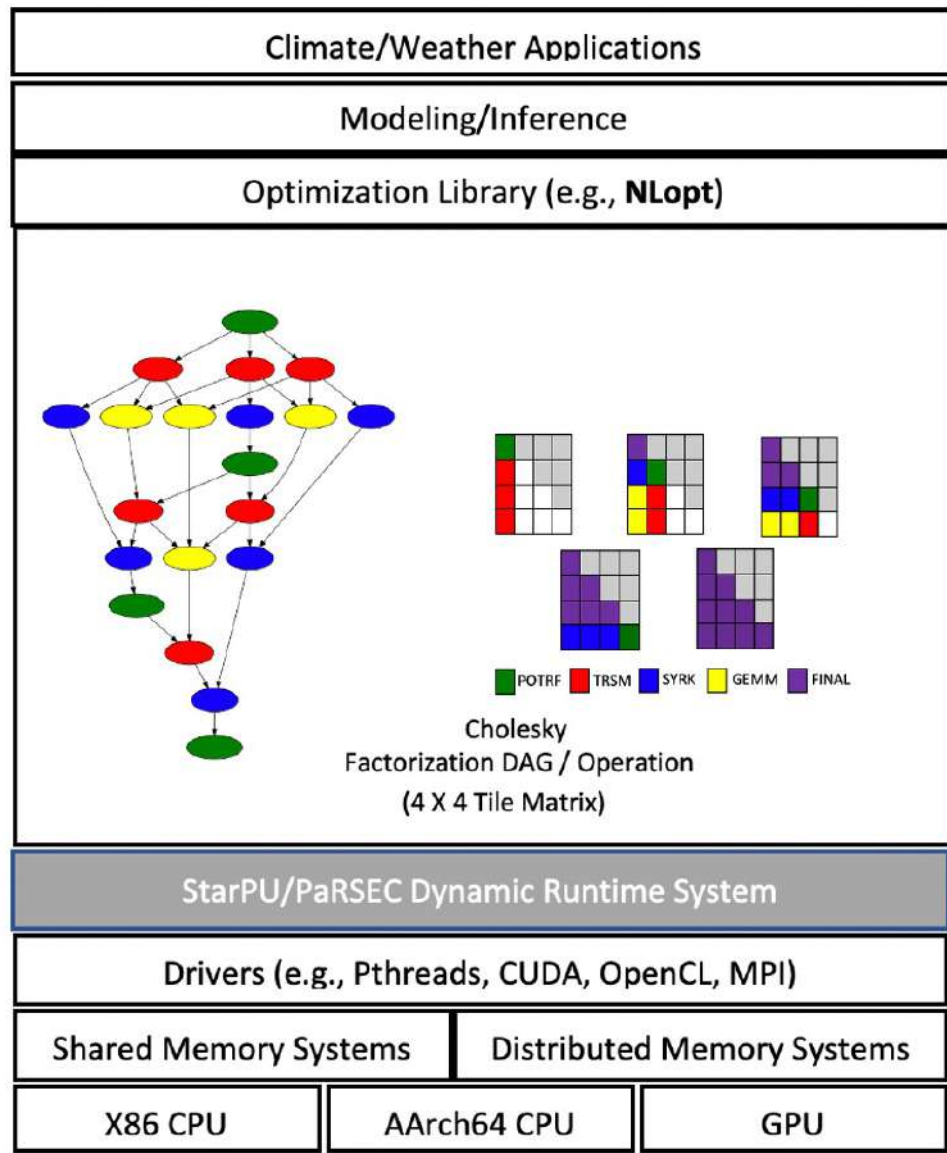 Climate/Weather Applications
Modeling/Inference
Optimization Library (e.g., NLopt)
POTRF TRSM SYRK GEMM FINAL
Cholesky
Factorization DAG / Operation
(4 X 4 Tile Matrix)
StarPU/PaRSEC Dynamic Runtime System
Drivers (e.g., Pthreads, CUDA, OpenCL, MPI)
Shared Memory Systems Distributed Memory Systems
X86 CPU AArch64 CPU GPU